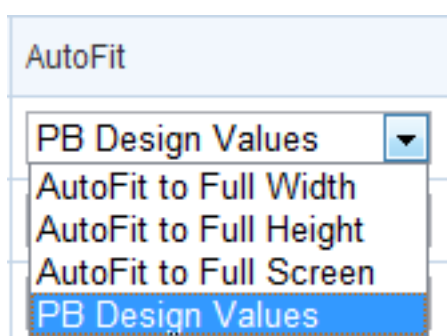 AutoFit
PB Design Values
AutoFit to Full Width
AutoFit to Full Height
AutoFit to Full Screen
PB Design Values